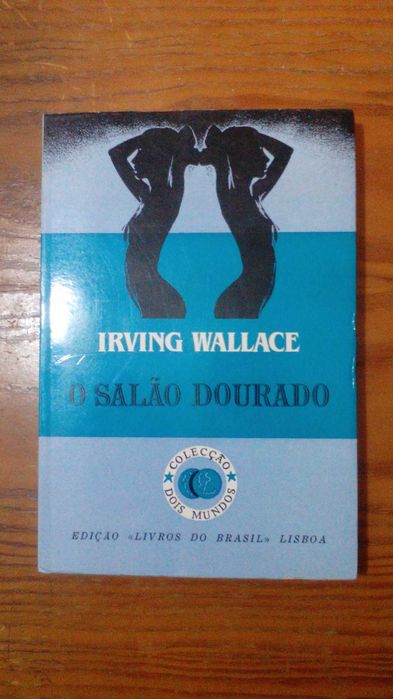 IRVING WALLACE
O SALÃO DOURADO
COLECÇÃO
DOIS MUNDOS
EDIÇÃO «LIVROS DO BRASIL» LISBOA